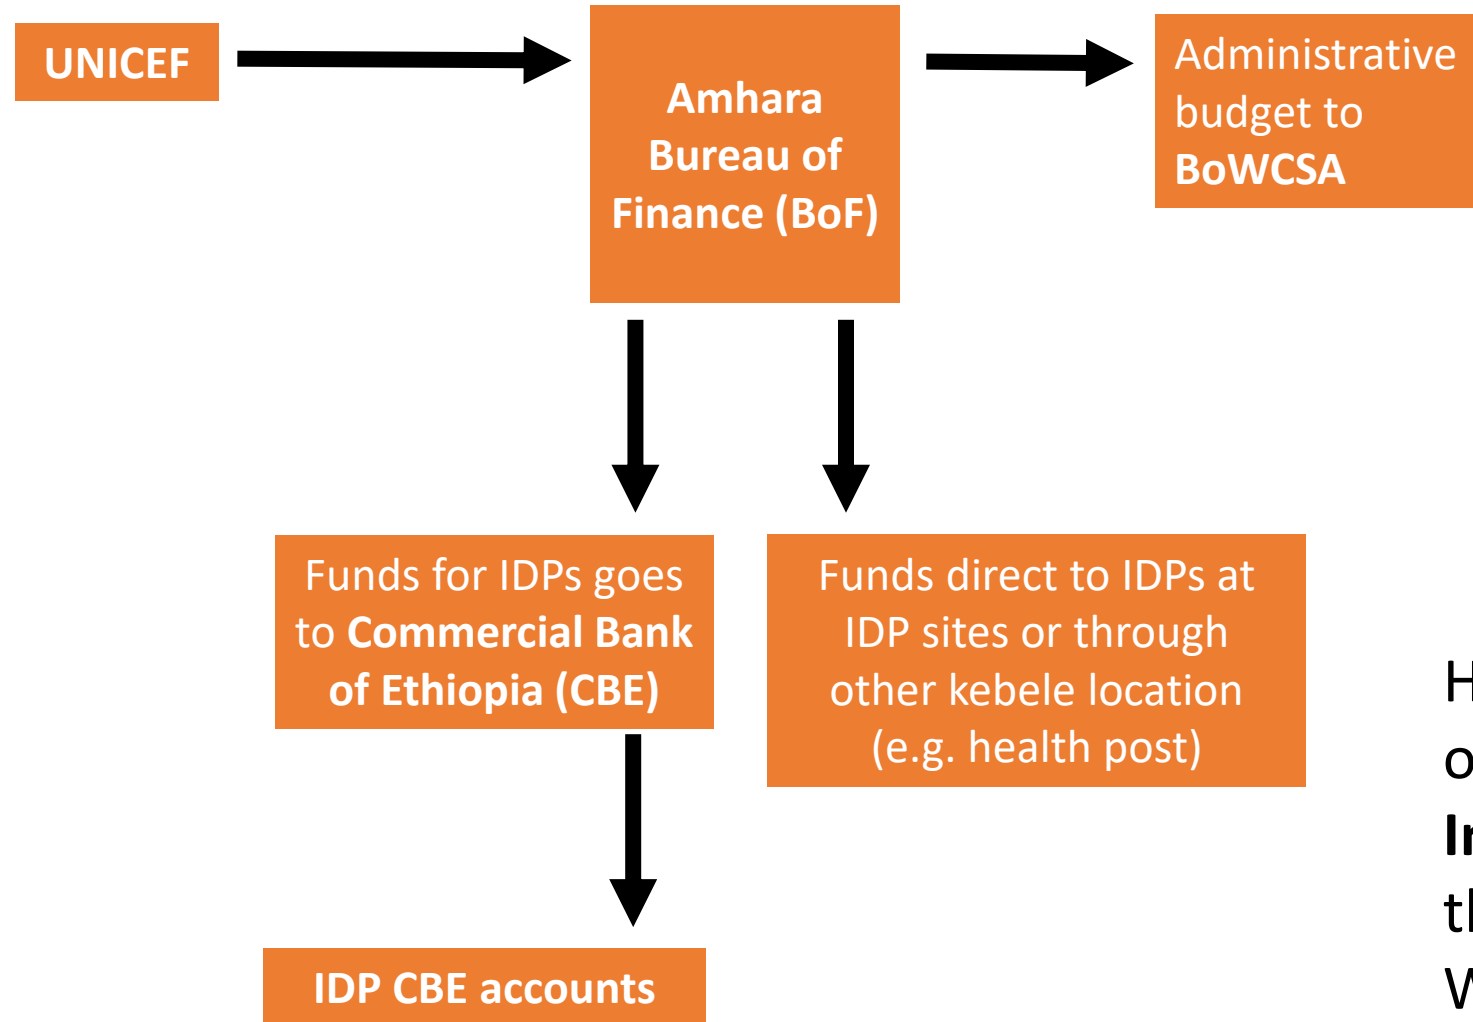 UNICEF
Amhara
Bureau of
Finance (BoF)
Administrative
budget to
BoWCSA
Funds for IDPs goes
to Commercial Bank
of Ethiopia (CBE)
Funds direct to IDPs at
IDP sites or through
other kebele location
(e.g. health post)
IDP CBE accounts